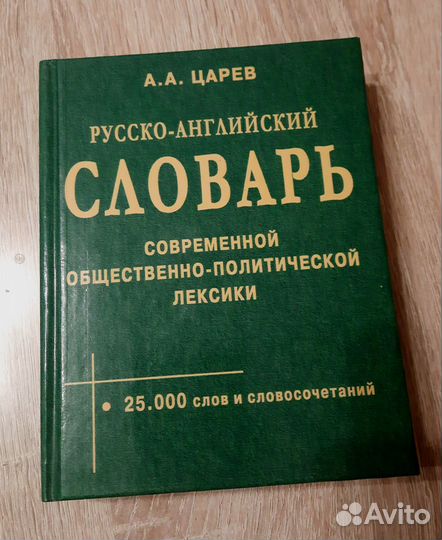 А.А. ЦАРЕВ
РУССКО-АНГЛИЙСКИЙ
СЛОВАРЬ
СОВРЕМЕННОЙ
ОБЩЕСТВЕННО-ПОЛИТИЧЕСКОЙ
ЛЕКСИКИ
• 25.000 слов и словосочетаний
Avito